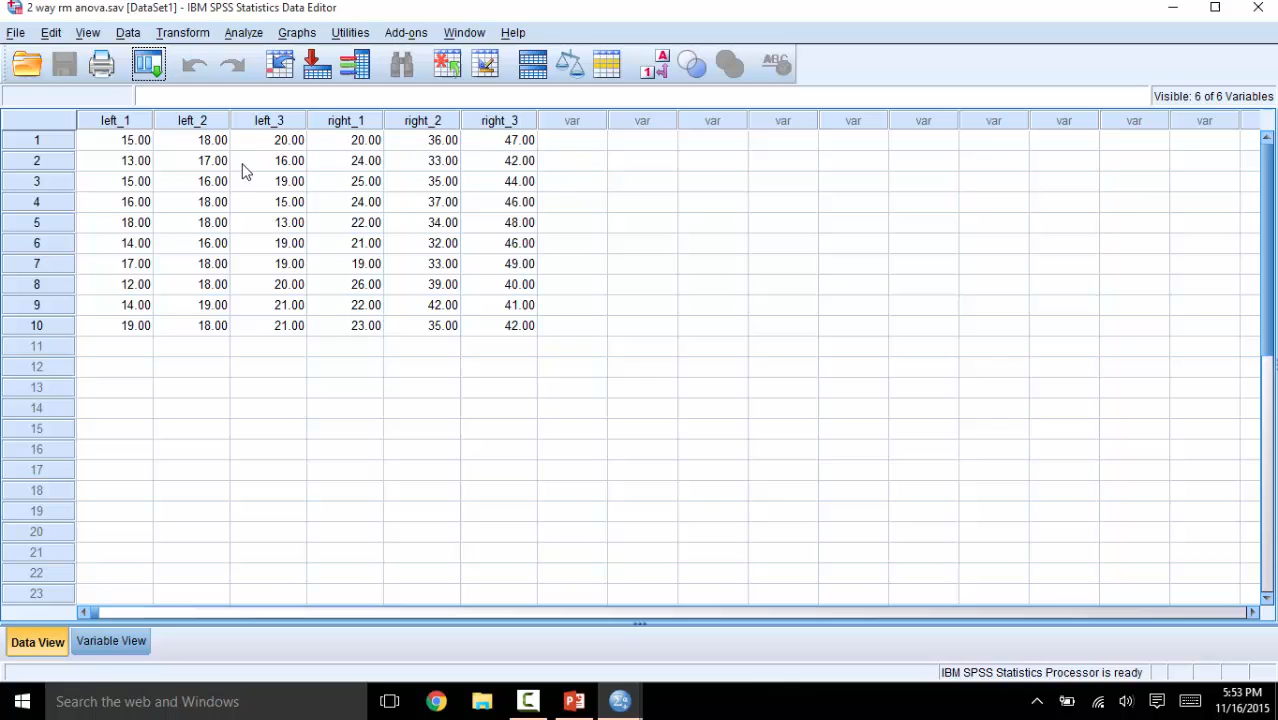 2 way rm anova.sav [DataSet1] - IBM SPSS Statistics Data Editor
File Edit View Data Transform Analyze Graphs Utilities Add-ons Window Help
A
1
ABC
Visible: 6 of 6 Variables
left_1 left_2 left_3 right_1 right_2 right_3 var var var var var var var var var var
1 15.00 18.00 20.00 20.00 36.00 47.00
2 13.00 17.00 16.00 24.00 33.00 42.00
3 15.00 16.00 19.00 25.00 35.00 44.00
4 16.00 18.00 15.00 24.00 37.00 46.00
5 18.00 18.00 13.00 22.00 34.00 48.00
6 14.00 16.00 19.00 21.00 32.00 46.00
7 17.00 18.00 19.00 19.00 33.00 49.00
8 12.00 18.00 20.00 26.00 39.00 40.00
9 14.00 19.00 21.00 22.00 42.00 41.00
10 19.00 18.00 21.00 23.00 35.00 42.00
11
12
13
14
15
16
17
18
19
20
21
22
23
Data View Variable View
IBM SPSS Statistics Processor is ready
Search the web and Windows
5:53 PM
11/16/2015